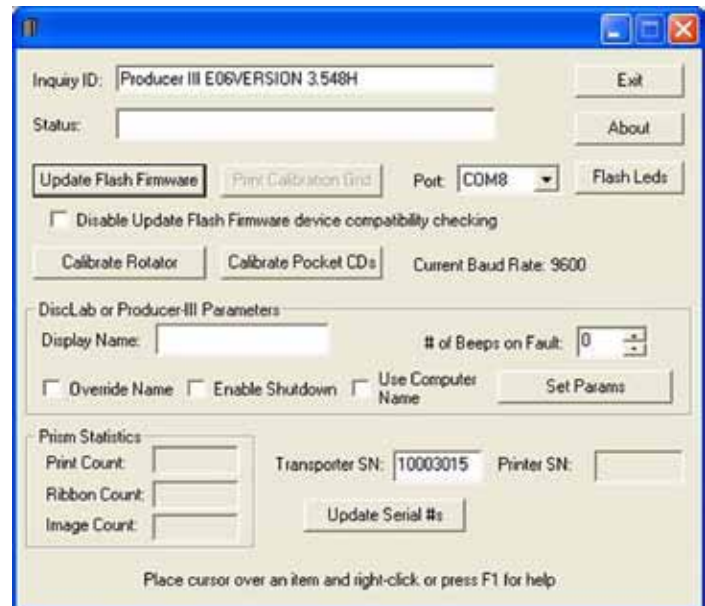 Inquiry ID: Producer III E06VERSION 3.548H Exit
Status: About
Update Flash Firmware Print Calibration Grid Port: COM8 Flash Leds
Disable Update Flash Firmware device compatibility checking
Calibrate Rotator Calibrate Pocket CDs Current Baud Rate: 9600
DiscLab or Producer-III Parameters
Display Name: # of Beeps on Fault: 0
Override Name Enable Shutdown Use Computer Name Set Params
Prism Statistics
Print Count: Transporter SN: 10003015 Printer SN:
Ribbon Count:
Update Serial #s
Image Count:
Place cursor over an item and right-click or press F1 for help